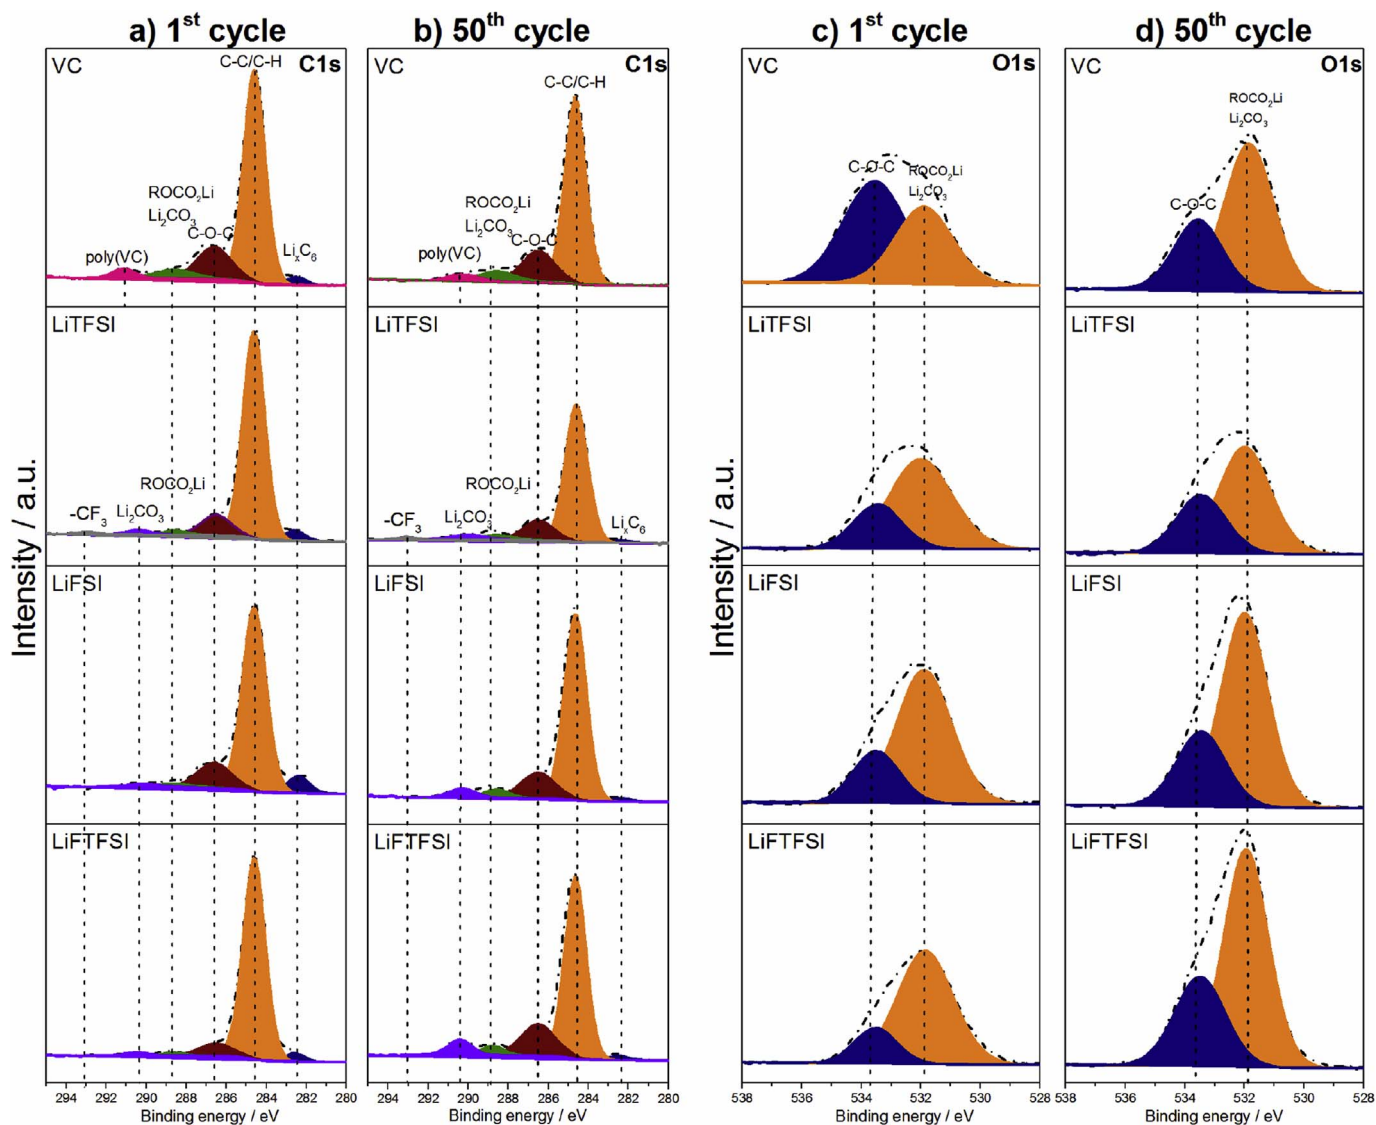 a) 1st cycle
b) 50th cycle
c) 1st cycle
d) 50th cycle
Intensity / a.u.
VC
C1s
C-C/C-H
ROCO₂Li
Li₂CO₃
C-O-C
poly(VC)
LiₓC₆
LiTFSI
ROCO₂Li
-CF₃
Li₂CO₃
LiFSI
LiFTFSI
294 292 290 288 286 284 282 280
Binding energy / eV
VC
C1s
C-C/C-H
ROCO₂Li
Li₂CO₃
C-O-C
poly(VC)
LiTFSI
ROCO₂Li
-CF₃
Li₂CO₃
LiₓC₆
LiFSI
LiFTFSI
294 292 290 288 286 284 282 280
Binding energy / eV
Intensity / a.u.
VC
O1s
C-O-C
ROCO₂Li
Li₂CO₃
LiTFSI
LiFSI
LiFTFSI
538 536 534 532 530 528
Binding energy / eV
VC
O1s
ROCO₂Li
Li₂CO₃
C-O-C
LiTFSI
LiFSI
LiFTFSI
538 536 534 532 530 528
Binding energy / eV